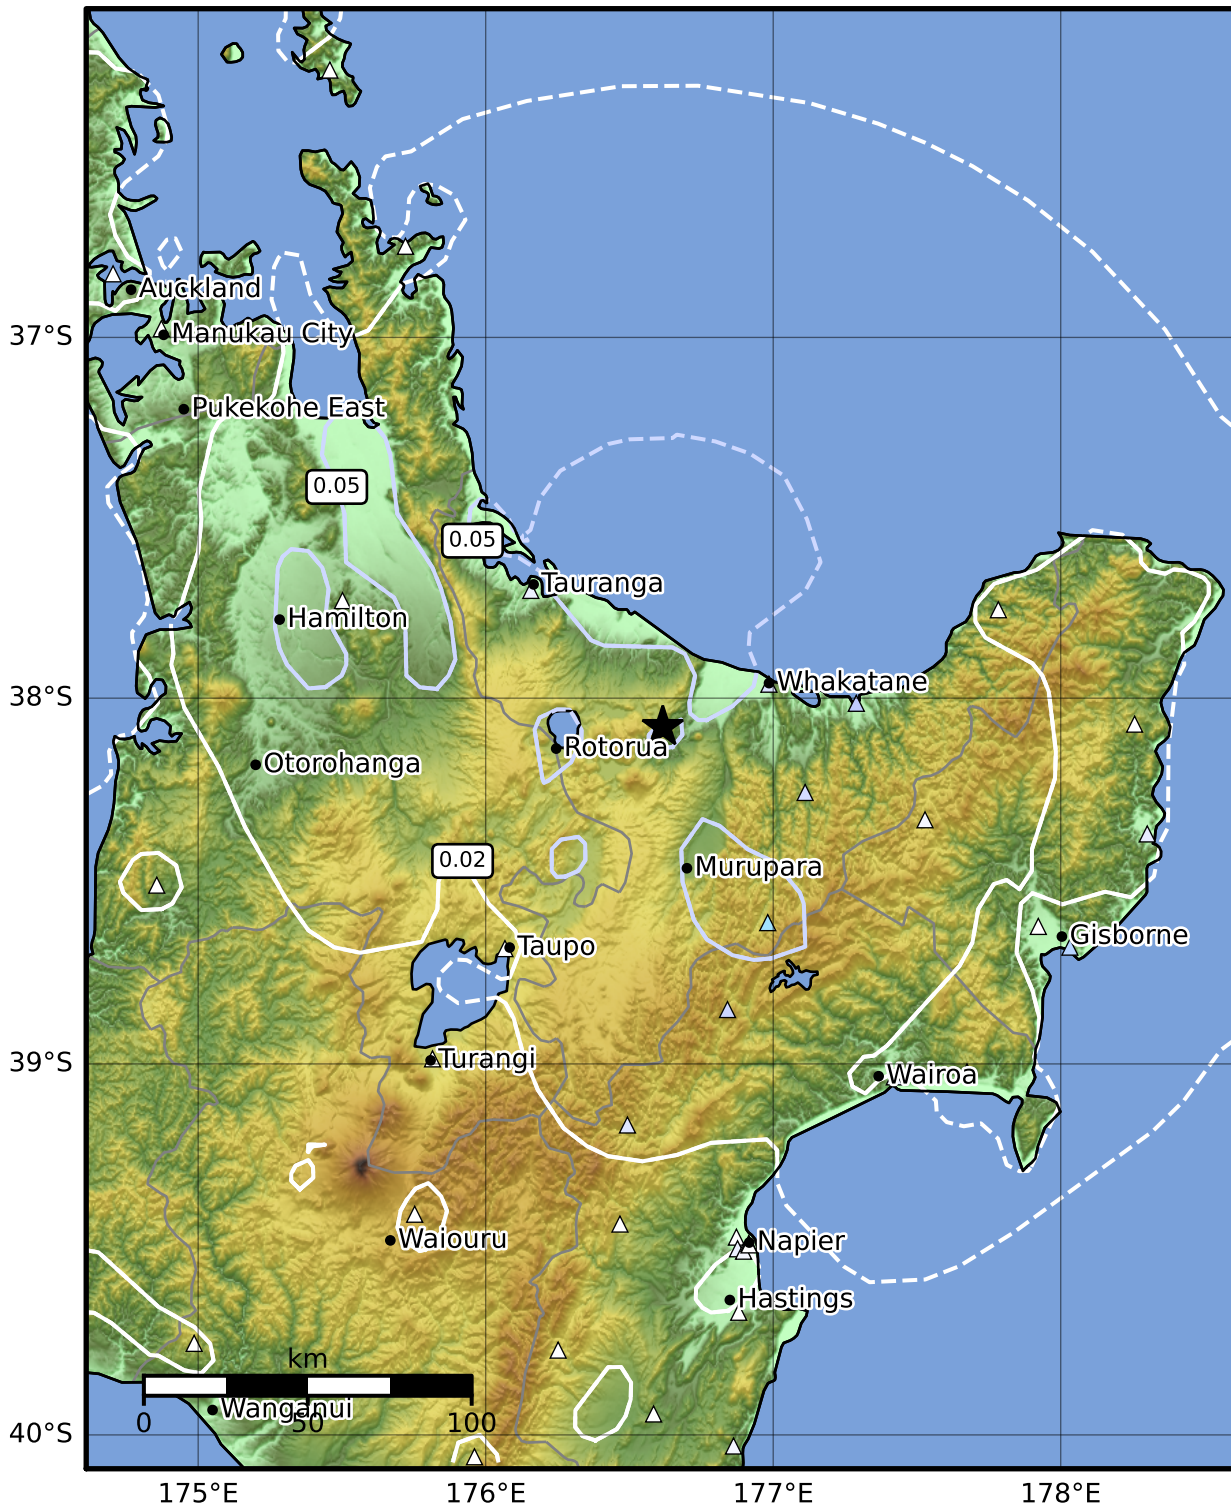 Auckland
37°S
Manukau City
Pukekohe East
0.05
0.05
Tauranga
Hamilton
Whakatane
38°S
Rotorua
Otorohanga
0.02
Murupara
Gisborne
Taupo
39°S
Turangi
Wairoa
Waiouru
Napier
Hastings
km
Wanganui
0 50 100
40°S
175°E 176°E 177°E 178°E